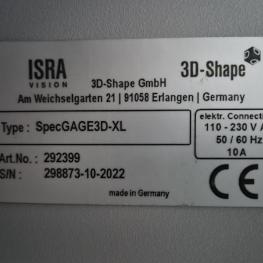 ISRA
VISION
3D-Shape GmbH
3D-Shape
Am Weichselgarten 21 | 91058 Erlangen | Germany
Type : SpecGAGE3D-XL
elektr. Connecti
110 - 230 V A
50 / 60 Hz
10A
Art.No. : 292399
S/N : 298873-10-2022
made in Germany
CE